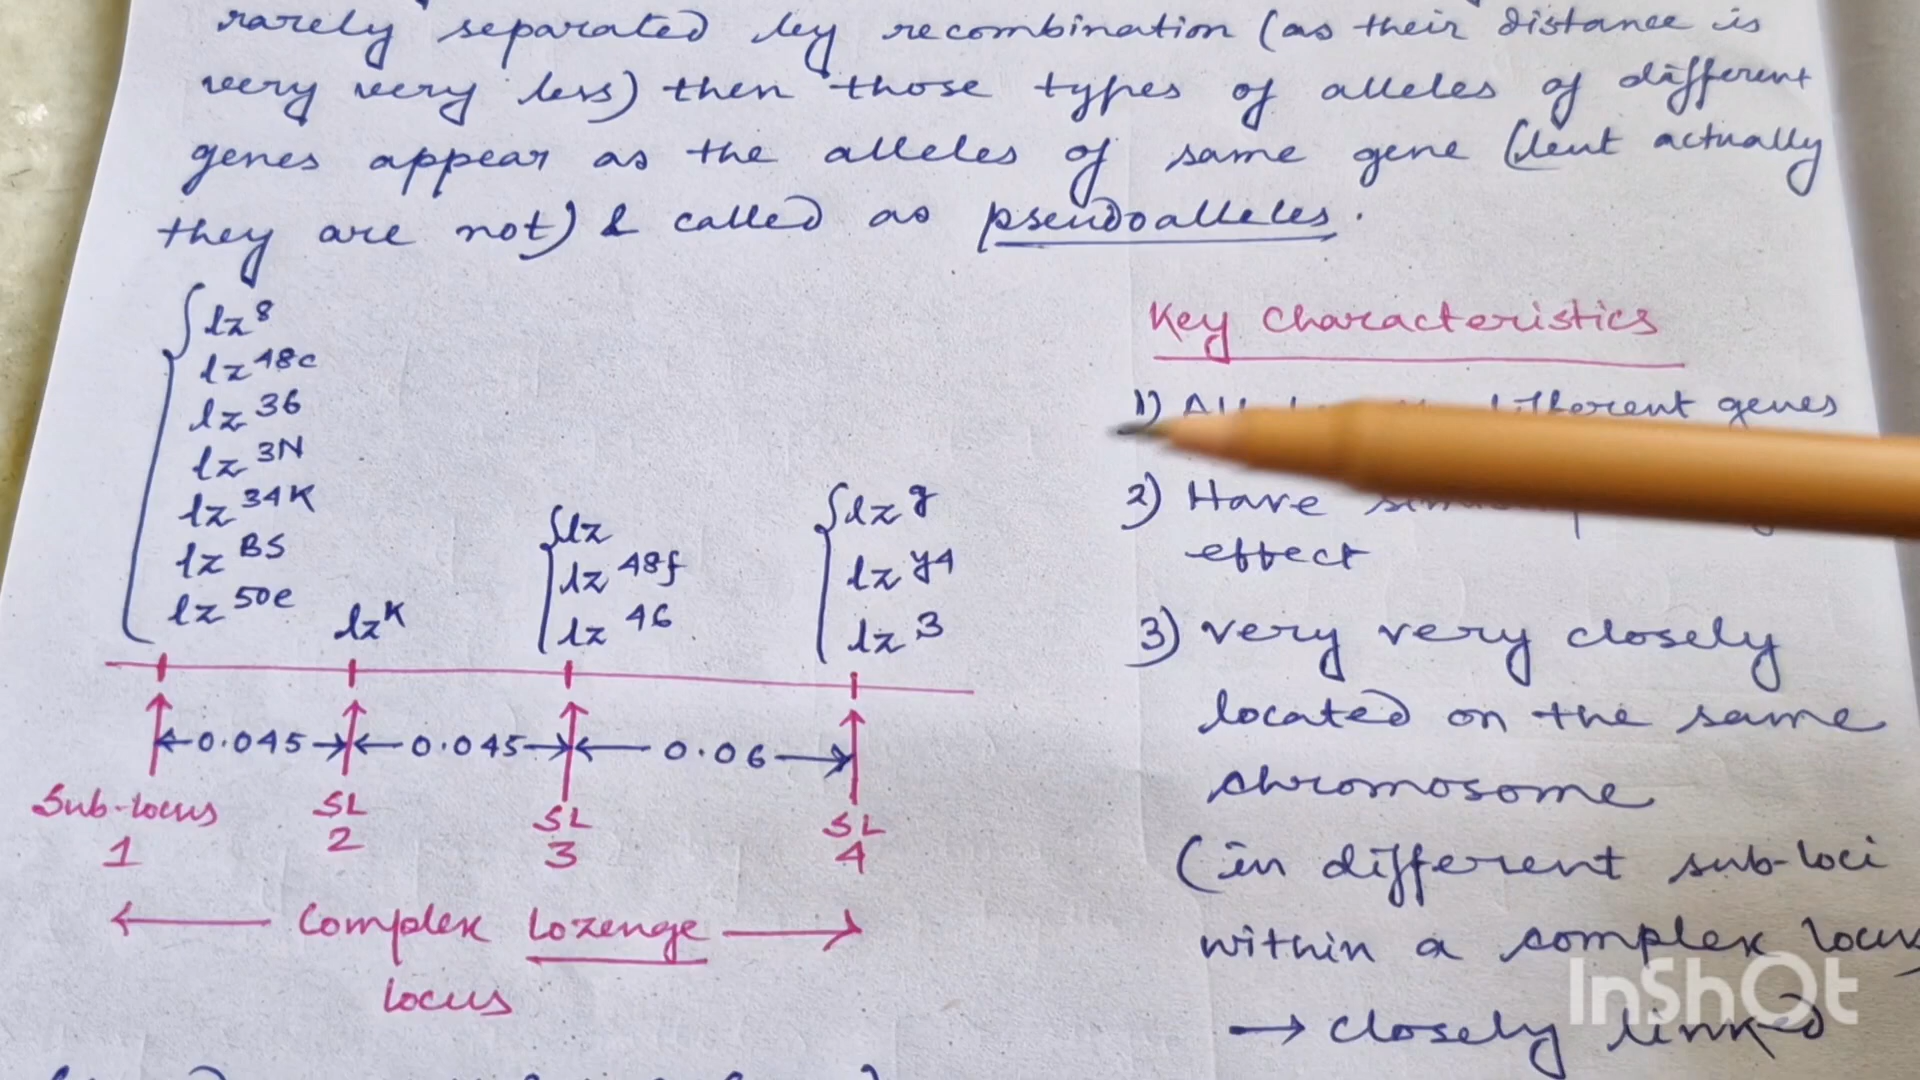 rarely separated by recombination (as their distance is
very very less) then those types of alleles of different
genes appear as the alleles of same gene (but actually
they are not) & called as pseudoalleles.
lz 8
lz 48c
lz 36
lz 3N
lz 34K
lz BS
lz 50e
lz K
lz
lz 48f
lz 46
lz g
lz y4
lz 3
0.045 0.045 0.06
Sub-locus 1
SL 2
SL 3
SL 4
Complex Lozenge
locus
Key Characteristics
1) different genes
2) Have
effect
3) very very closely
located on the same
chromosome
(in different sub-loci
within a complex locus
→ closely linked
InShOt